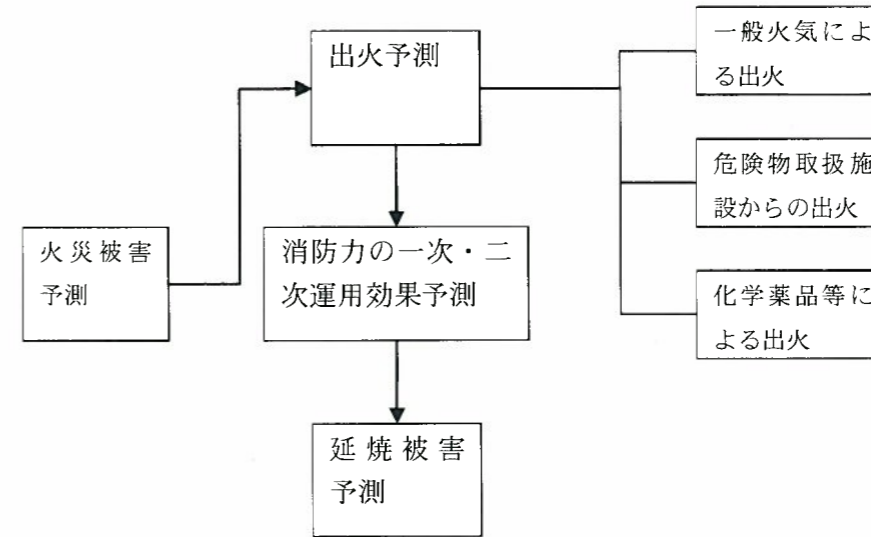 出火予測
一般火気によ
る出火
危険物取扱施
設からの出火
火災被害
予測
消防力の一次・二
次運用効果予測
化学薬品等に
よる出火
延焼被害
予測